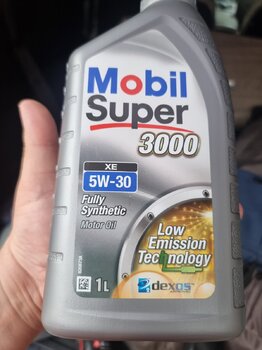 Mobil
Super
3000
XE
5W-30
Fully
Synthetic
Motor Oil
Low
Emission
Technology
1L
dexos